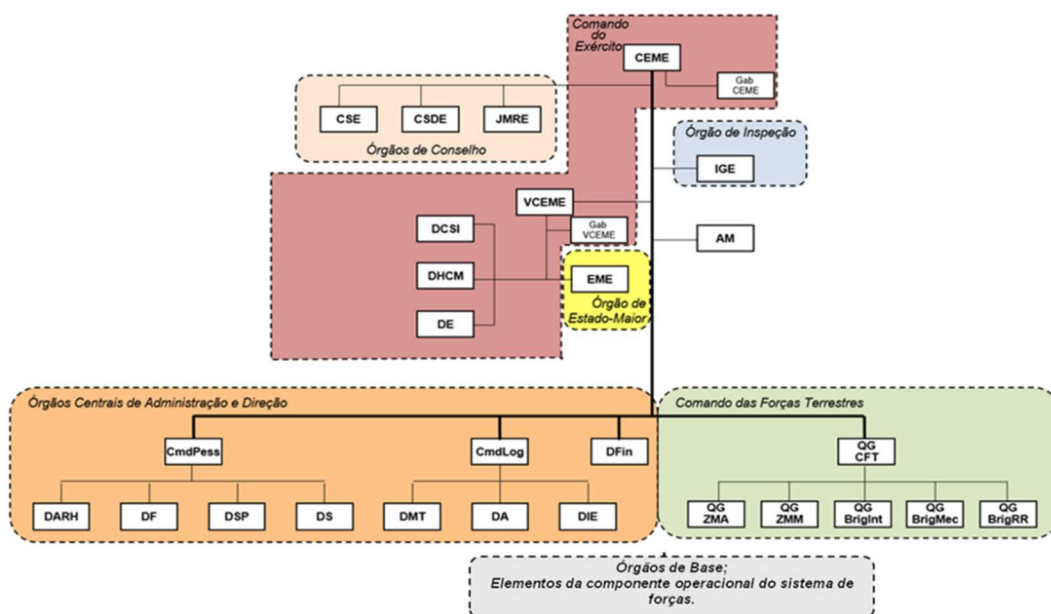 Comando
do
Exército
CEME
Gab
CEME
CSE
CSDE
JMRE
Órgãos de Conselho
Órgão de Inspeção
IGE
VCEME
Gab
VCEME
DCSI
AM
DHCM
EME
Órgão de
Estado-Maior
DE
Órgãos Centrais de Administração e Direção
Comando das Forças Terrestres
CmdPess
CmdLog
DFin
QG
CFT
DARH
DF
DSP
DS
DMT
DA
DIE
QG
ZMA
QG
ZMM
QG
BrigInt
QG
BrigMec
QG
BrigRR
Órgãos de Base;
Elementos da componente operacional do sistema de
forças.